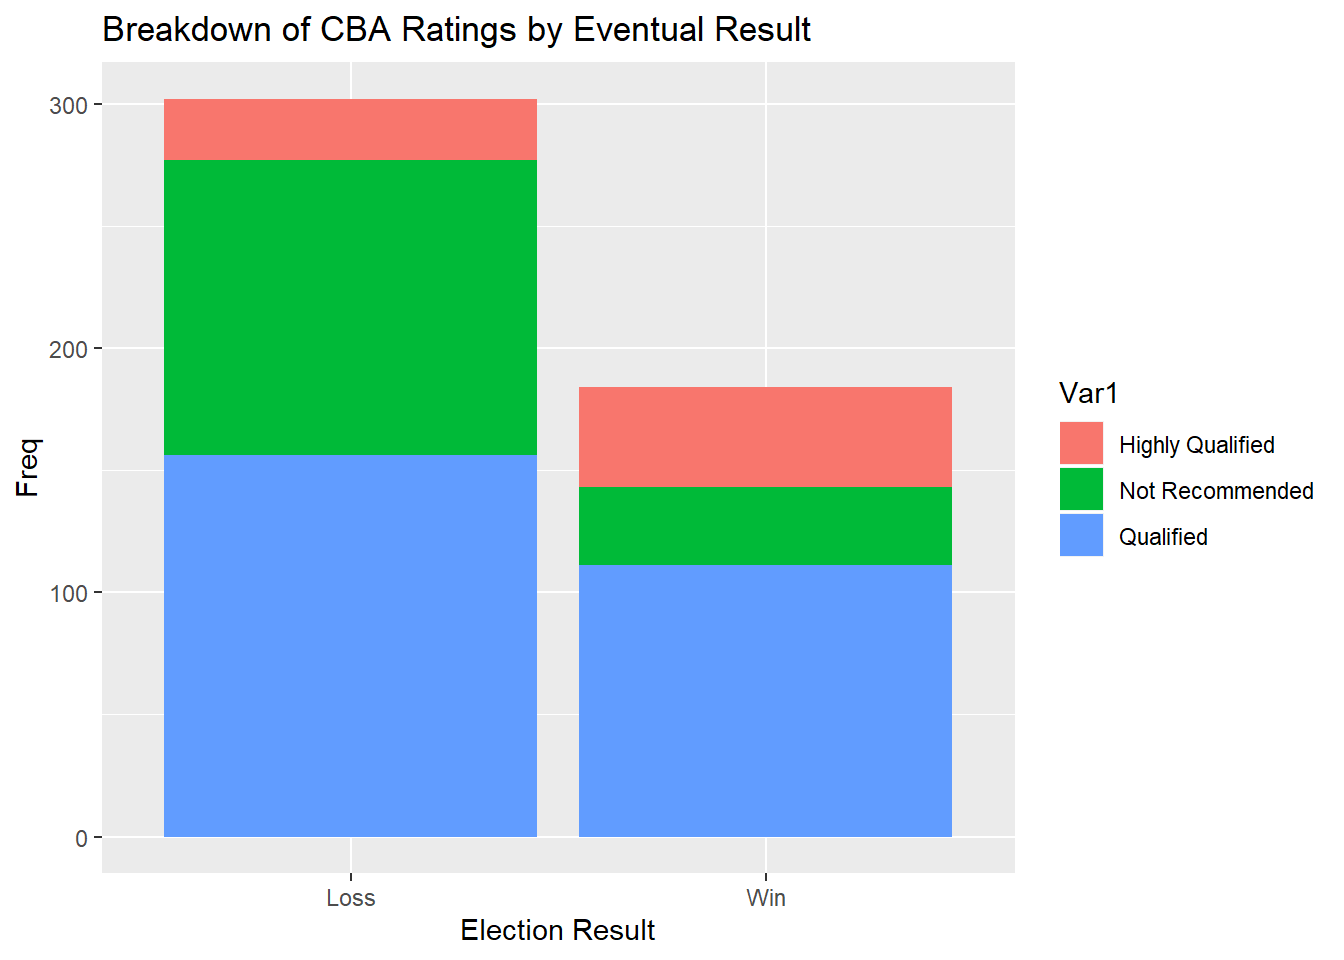 Breakdown of CBA Ratings by Eventual Result
300
200
100
0
Freq
Loss
Win
Election Result
Var1
Highly Qualified
Not Recommended
Qualified